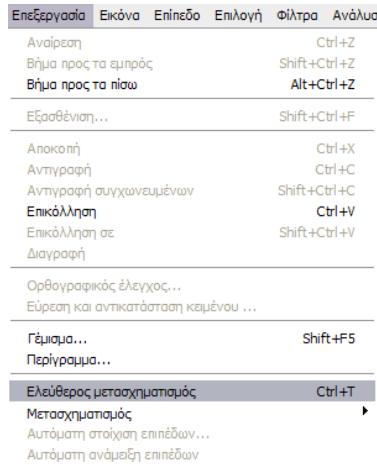 Επεξεργασία Εικόνα Επίπεδο Επιλογή Φίλτρα Ανάλυσ
Αναίρεση Ctrl+Z
Βήμα προς τα εμπρός Shift+Ctrl+Z
Βήμα προς τα πίσω Alt+Ctrl+Z
Εξασθένιση... Shift+Ctrl+F
Αποκοπή Ctrl+X
Αντιγραφή Ctrl+C
Αντιγραφή συγχωνευμένων Shift+Ctrl+C
Επικόλληση Ctrl+V
Επικόλληση σε Shift+Ctrl+V
Διαγραφή
Ορθογραφικός έλεγχος...
Εύρεση και αντικατάσταση κειμένου ...
Γέμισμα... Shift+F5
Περίγραμμα...
Ελεύθερος μετασχηματισμός Ctrl+T
Μετασχηματισμός
Αυτόματη στοίχιση επιπέδων...
Αυτόματη ανάμειξη επιπέδων